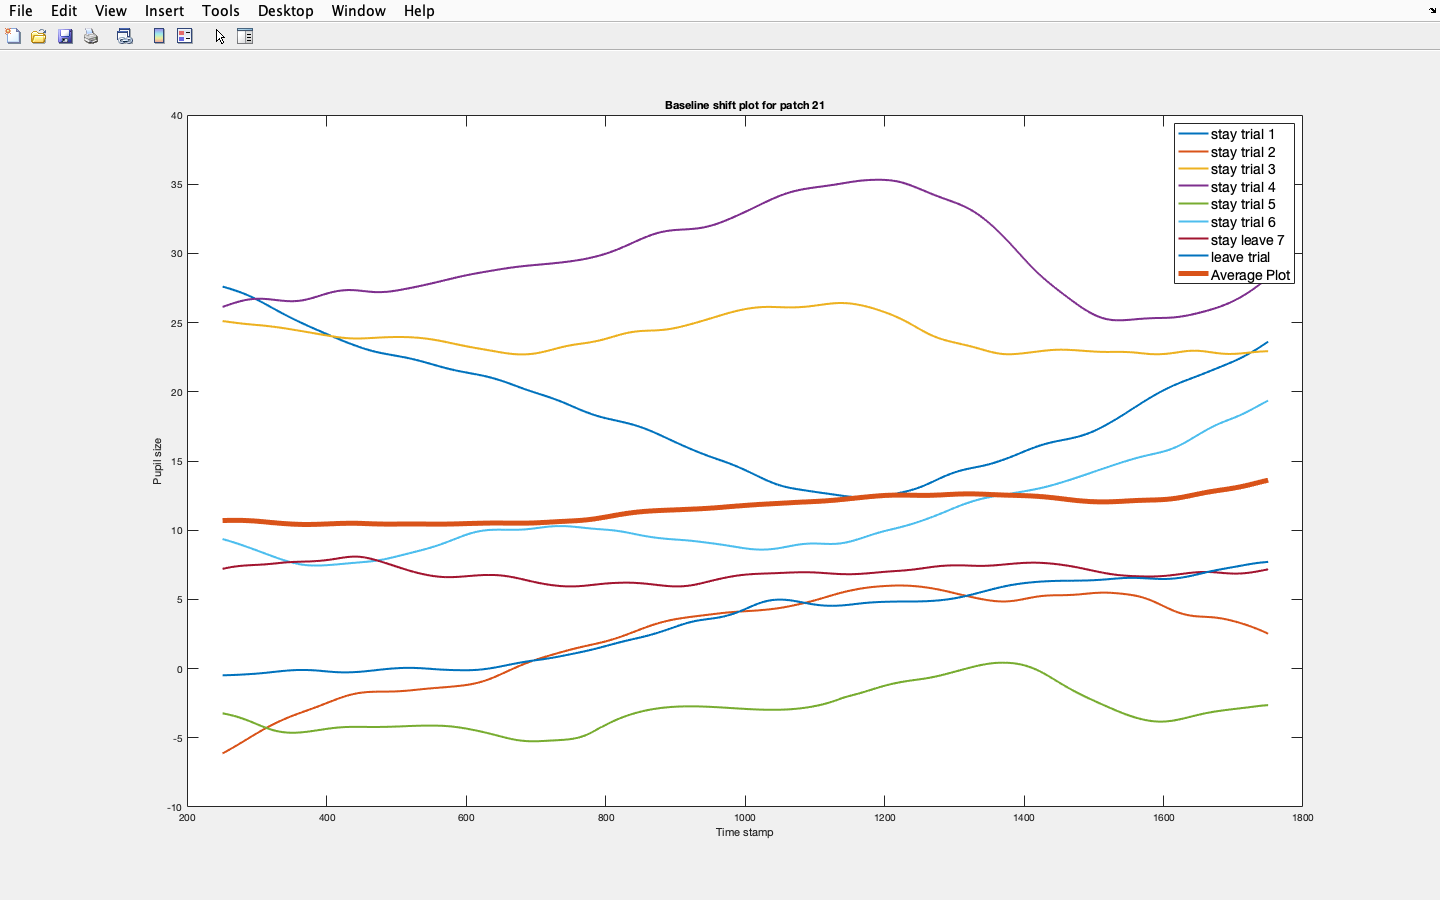 File Edit View Insert Tools Desktop Window Help
Baseline shift plot for patch 21
40
35
30
25
20
15
10
5
0
-5
-10
Pupil size
200 400 600 800 1000 1200 1400 1600 1800
Time stamp
stay trial 1
stay trial 2
stay trial 3
stay trial 4
stay trial 5
stay trial 6
stay leave 7
leave trial
Average Plot